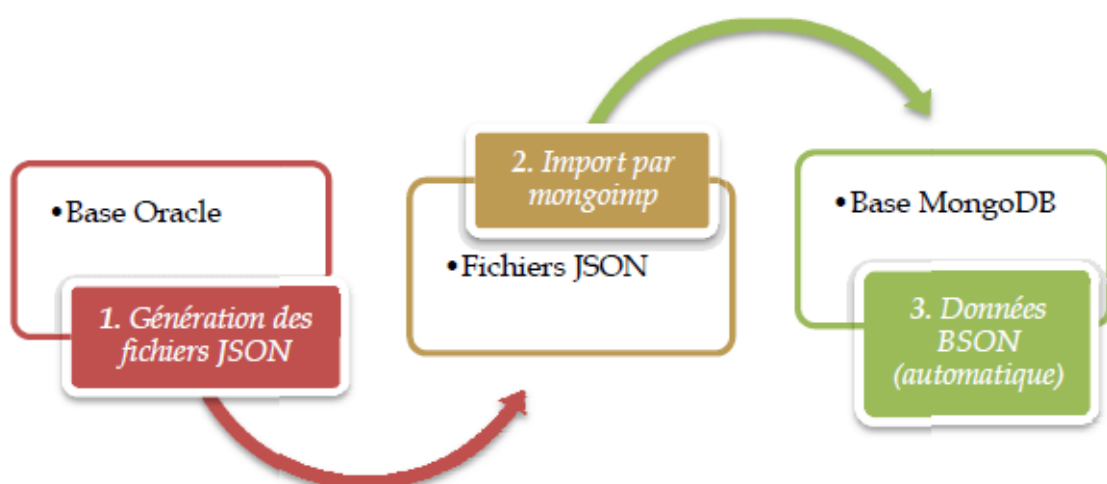 •Base Oracle
1. Génération des
fichiers JSON
2. Import par
mongoimp
•Fichiers JSON
•Base MongoDB
3. Données
BSON
(automatique)